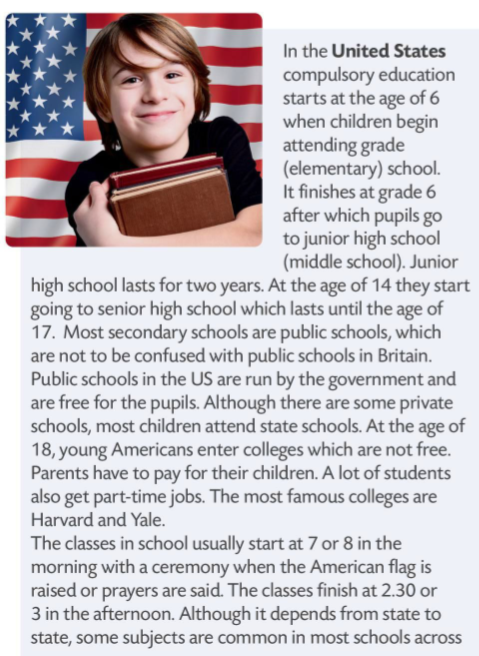 In the United States
compulsory education
starts at the age of 6
when children begin
attending grade
(elementary) school.
It finishes at grade 6
after which pupils go
to junior high school
(middle school). Junior
high school lasts for two years. At the age of 14 they start
going to senior high school which lasts until the age of
17. Most secondary schools are public schools, which
are not to be confused with public schools in Britain.
Public schools in the US are run by the government and
are free for the pupils. Although there are some private
schools, most children attend state schools. At the age of
18, young Americans enter colleges which are not free.
Parents have to pay for their children. A lot of students
also get part-time jobs. The most famous colleges are
Harvard and Yale.
The classes in school usually start at 7 or 8 in the
morning with a ceremony when the American flag is
raised or prayers are said. The classes finish at 2.30 or
3 in the afternoon. Although it depends from state to
state, some subjects are common in most schools across